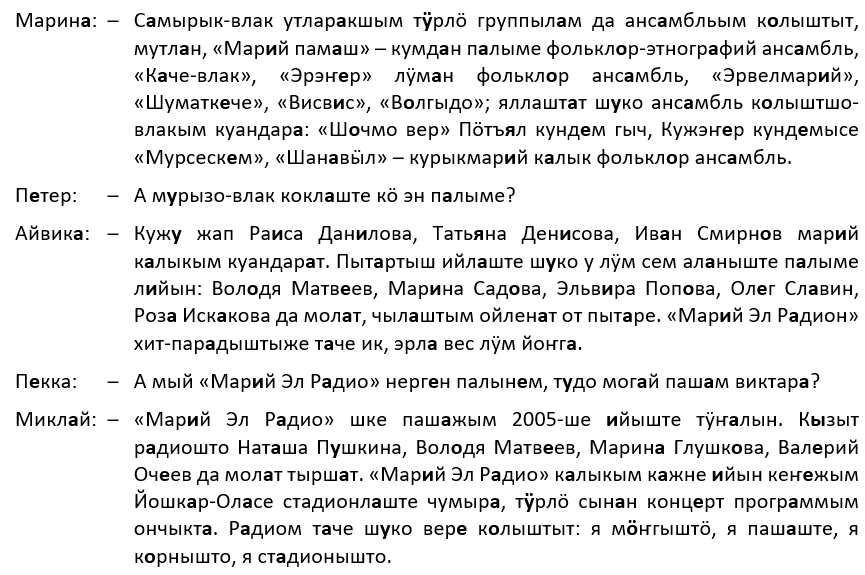 Марина: – Самырык-влак утларакшым тӱрлӧ группылам да ансамбльым колыштыт,
мутлан, «Марий памаш» – кумдан палыме фольклор-этнографий ансамбль,
«Каче-влак», «Эрэҥер» лӱман фольклор ансамбль, «Эрвелмарий»,
«Шуматкече», «Висвис», «Волгыдо»; яллаштат шуко ансамбль колыштшо-
влакым куандара: «Шочмо вер» Пӧтъял кундем гыч, Кужэҥер кундемысе
«Мурсескем», «Шанавӹл» – курыкмарий калык фольклор ансамбль.
Петер: – А мурызо-влак коклаште кӧ эн палыме?
Айвика: – Кужу жап Раиса Данилова, Татьяна Денисова, Иван Смирнов марий
калыкым куандарат. Пытартыш ийлаште шуко у лӱм сем аланыште палыме
лийын: Володя Матвеев, Марина Садова, Эльвира Попова, Олег Славин,
Роза Искакова да молат, чылаштым ойленат от пытаре. «Марий Эл Радион»
хит-парадыштыже таче ик, эрла вес лӱм йоҥга.
Пекка: – А мый «Марий Эл Радио» нерген палынем, тудо могай пашам виктара?
Миклай: – «Марий Эл Радио» шке пашажым 2005-ше ийыште тӱҥалын. Кызыт
радиошто Наташа Пушкина, Володя Матвеев, Марина Глушкова, Валерий
Очеев да молат тыршат. «Марий Эл Радио» калыкым кажне ийын кеҥежым
Йошкар-Оласе стадионлаште чумыра, тӱрлӧ сынан концерт программым
ончыкта. Радиом таче шуко вере колыштыт: я мӧҥгыштӧ, я пашаште, я
корнышто, я стадионышто.